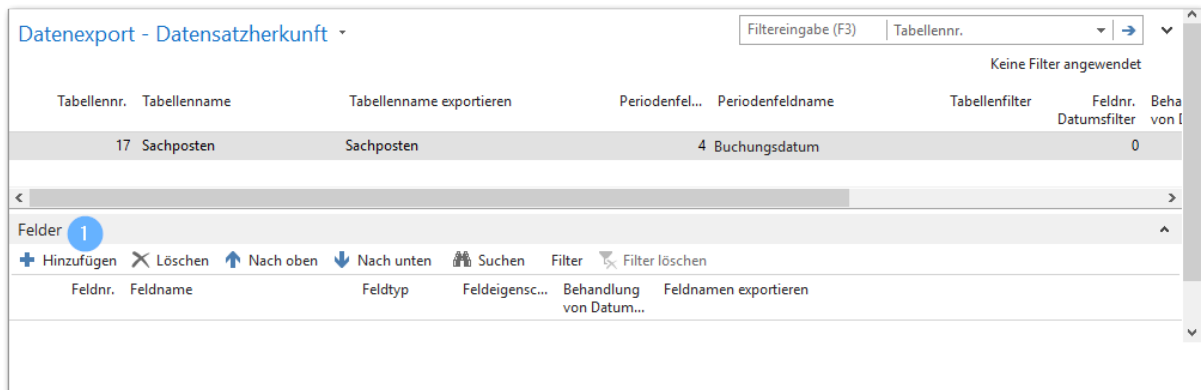 Datenexport - Datensatzherkunft
Filtereingabe (F3) Tabellennr.
Keine Filter angewendet
Tabellennr. Tabellenname Tabellenname exportieren Periodenfel... Periodenfeldname Tabellenfilter Feldnr. Beha
Datumsfilter von D
17 Sachposten Sachposten 4 Buchungsdatum 0
Felder 1
Hinzufügen Löschen Nach oben Nach unten Suchen Filter Filter löschen
Feldnr. Feldname Feldtyp Feldeigensc... Behandlung Feldnamen exportieren
von Datum...